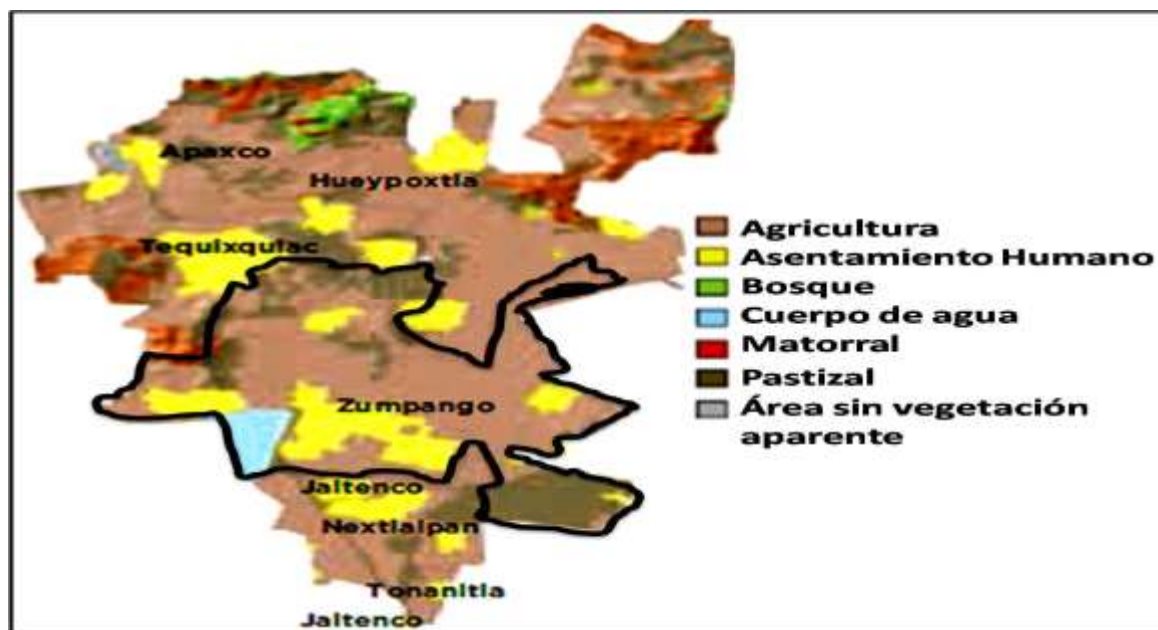 Apaxco
Hueypoxtla
Tequixquiac
Zumpango
Jaltenco
Nextlalpan
Tonanitla
Jaltenco
Agricultura
Asentamiento Humano
Bosque
Cuerpo de agua
Matorral
Pastizal
Área sin vegetación
aparente